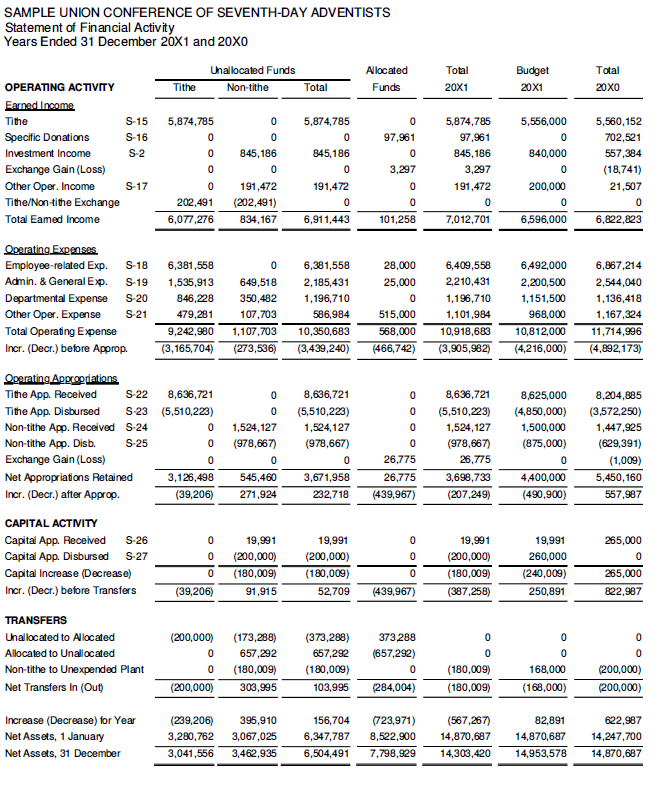 SAMPLE UNION CONFERENCE OF SEVENTH-DAY ADVENTISTS
Statement of Financial Activity
Years Ended 31 December 20X1 and 20X0
Unallocated Funds Allocated Total Budget Total
OPERATING ACTIVITY Tithe Non-tithe Total Funds 20X1 20X1 20X0
Earned Income
Tithe S-15 5,874,785 0 5,874,785 0 5,874,785 5,556,000 5,560,152
Specific Donations S-16 0 0 0 97,961 97,961 0 702,521
Investment Income S-2 0 845,186 845,186 0 845,186 840,000 557,384
Exchange Gain (Loss) 0 0 0 3,297 3,297 0 (18,741)
Other Oper. Income S-17 0 191,472 191,472 0 191,472 200,000 21,507
Tithe/Non-tithe Exchange 202,491 (202,491) 0 0 0 0 0
Total Earned Income 6,077,276 834,167 6,911,443 101,258 7,012,701 6,596,000 6,822,823
Operating Expenses
Employee-related Exp. S-18 6,381,558 0 6,381,558 28,000 6,409,558 6,492,000 6,867,214
Admin. & General Exp. S-19 1,535,913 649,518 2,185,431 25,000 2,210,431 2,200,500 2,544,040
Departmental Expense S-20 846,228 350,482 1,196,710 0 1,196,710 1,151,500 1,136,418
Other Oper. Expense S-21 479,281 107,703 586,984 515,000 1,101,984 968,000 1,167,324
Total Operating Expense 9,242,980 1,107,703 10,350,683 568,000 10,918,683 10,812,000 11,714,996
Incr. (Decr.) before Approp. (3,165,704) (273,536) (3,439,240) (466,742) (3,905,982) (4,216,000) (4,892,173)
Operating Appropriations
Tithe App. Received S-22 8,636,721 0 8,636,721 0 8,636,721 8,625,000 8,204,885
Tithe App. Disbursed S-23 (5,510,223) 0 (5,510,223) 0 (5,510,223) (4,850,000) (3,572,250)
Non-tithe App. Received S-24 0 1,524,127 1,524,127 0 1,524,127 1,500,000 1,447,925
Non-tithe App. Disb. S-25 0 (978,667) (978,667) 0 (978,667) (875,000) (629,391)
Exchange Gain (Loss) 0 0 0 26,775 26,775 0 (1,009)
Net Appropriations Retained 3,126,498 545,460 3,671,958 26,775 3,698,733 4,400,000 5,450,160
Incr. (Decr.) after Approp. (39,206) 271,924 232,718 (439,967) (207,249) (490,900) 557,987
CAPITAL ACTIVITY
Capital App. Received S-26 0 19,991 19,991 0 19,991 19,991 265,000
Capital App. Disbursed S-27 0 (200,000) (200,000) 0 (200,000) 260,000 0
Capital Increase (Decrease) 0 (180,009) (180,009) 0 (180,009) (240,009) 265,000
Incr. (Decr.) before Transfers (39,206) 91,915 52,709 (439,967) (387,258) 250,891 822,987
TRANSFERS
Unallocated to Allocated (200,000) (173,288) (373,288) 373,288 0 0 0
Allocated to Unallocated 0 657,292 657,292 (657,292) 0 0 0
Non-tithe to Unexpended Plant 0 (180,009) (180,009) 0 (180,009) 168,000 (200,000)
Net Transfers In (Out) (200,000) 303,995 103,995 (284,004) (180,009) (168,000) (200,000)
Increase (Decrease) for Year (239,206) 395,910 156,704 (723,971) (567,267) 82,891 622,987
Net Assets, 1 January 3,280,762 3,067,025 6,347,787 8,522,900 14,870,687 14,870,687 14,247,700
Net Assets, 31 December 3,041,556 3,462,935 6,504,491 7,798,929 14,303,420 14,953,578 14,870,687